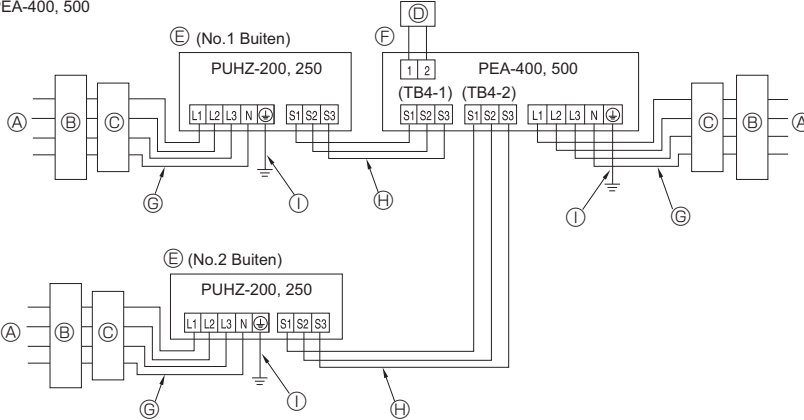 PEA-400, 500
Ⓓ
Ⓔ (No.1 Buiten)
Ⓕ
PUHZ-200, 250
1 2
PEA-400, 500
(TB4-1) (TB4-2)
Ⓐ Ⓑ Ⓒ
L1 L2 L3 N
S1 S2 S3
S1 S2 S3
S1 S2 S3
L1 L2 L3 N
Ⓒ Ⓑ Ⓐ
Ⓖ Ⓘ Ⓗ Ⓘ Ⓖ
Ⓔ (No.2 Buiten)
PUHZ-200, 250
Ⓐ Ⓑ Ⓒ
L1 L2 L3 N
S1 S2 S3
Ⓖ Ⓘ Ⓗ